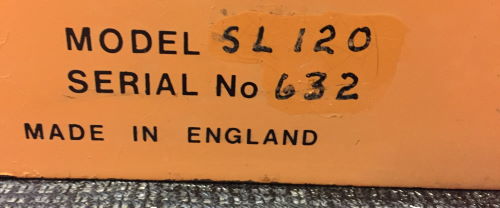 MODEL SL 120
SERIAL No 632
MADE IN ENGLAND